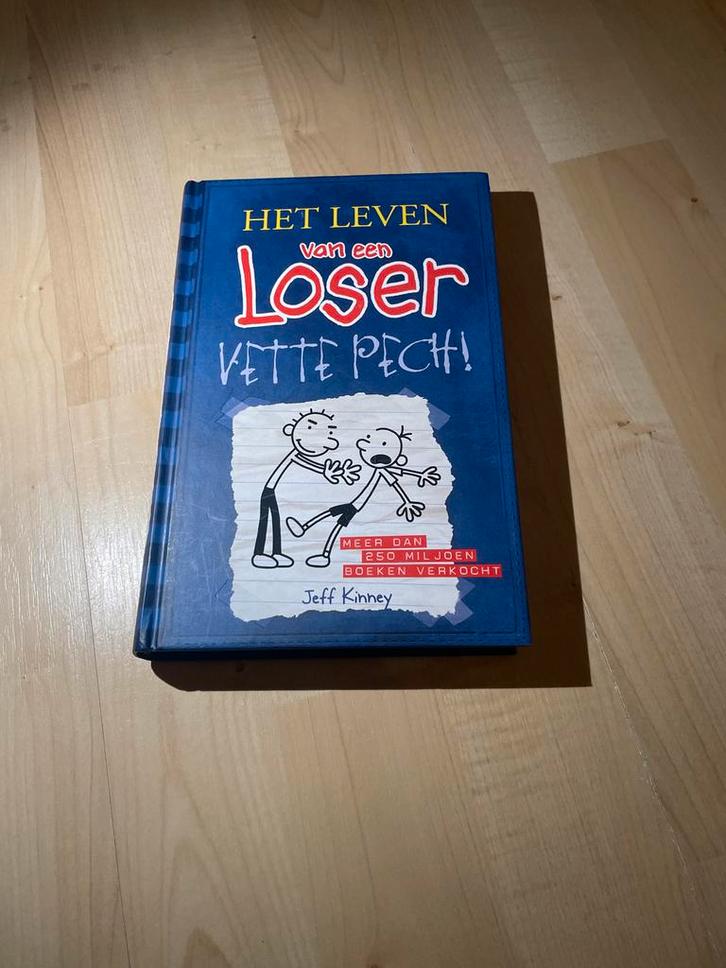 HET LEVEN
van een
Loser
VETTE PECH!
MEER DAN
250 MILJOEN
BOEKEN VERKOCHT
Jeff Kinney